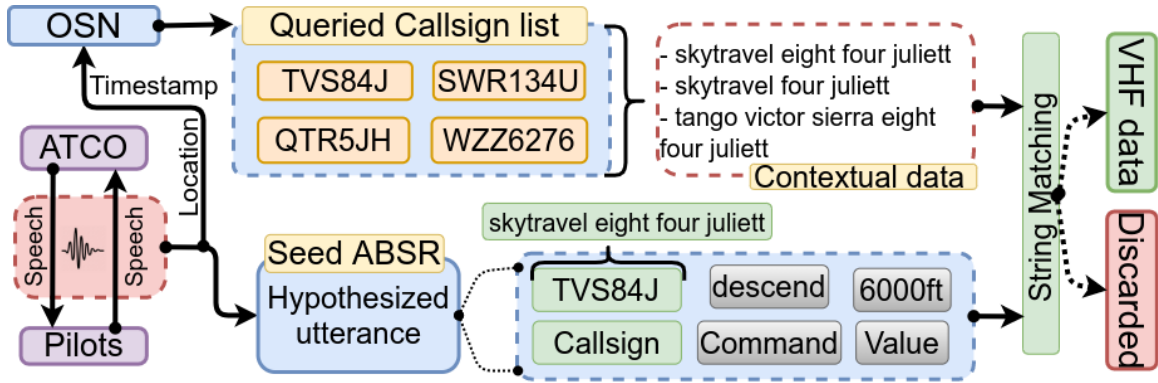 OSN
Queried Callsign list
TVS84J
SWR134U
QTR5JH
WZZ6276
- skytravel eight four juliett
- skytravel four juliett
- tango victor sierra eight
four juliett
Contextual data
Timestamp
Location
ATCO
Speech
Speech
Pilots
Seed ABSR
Hypothesized
utterance
skytravel eight four juliett
TVS84J
descend
6000ft
Callsign
Command
Value
String Matching
VHF data
Discarded